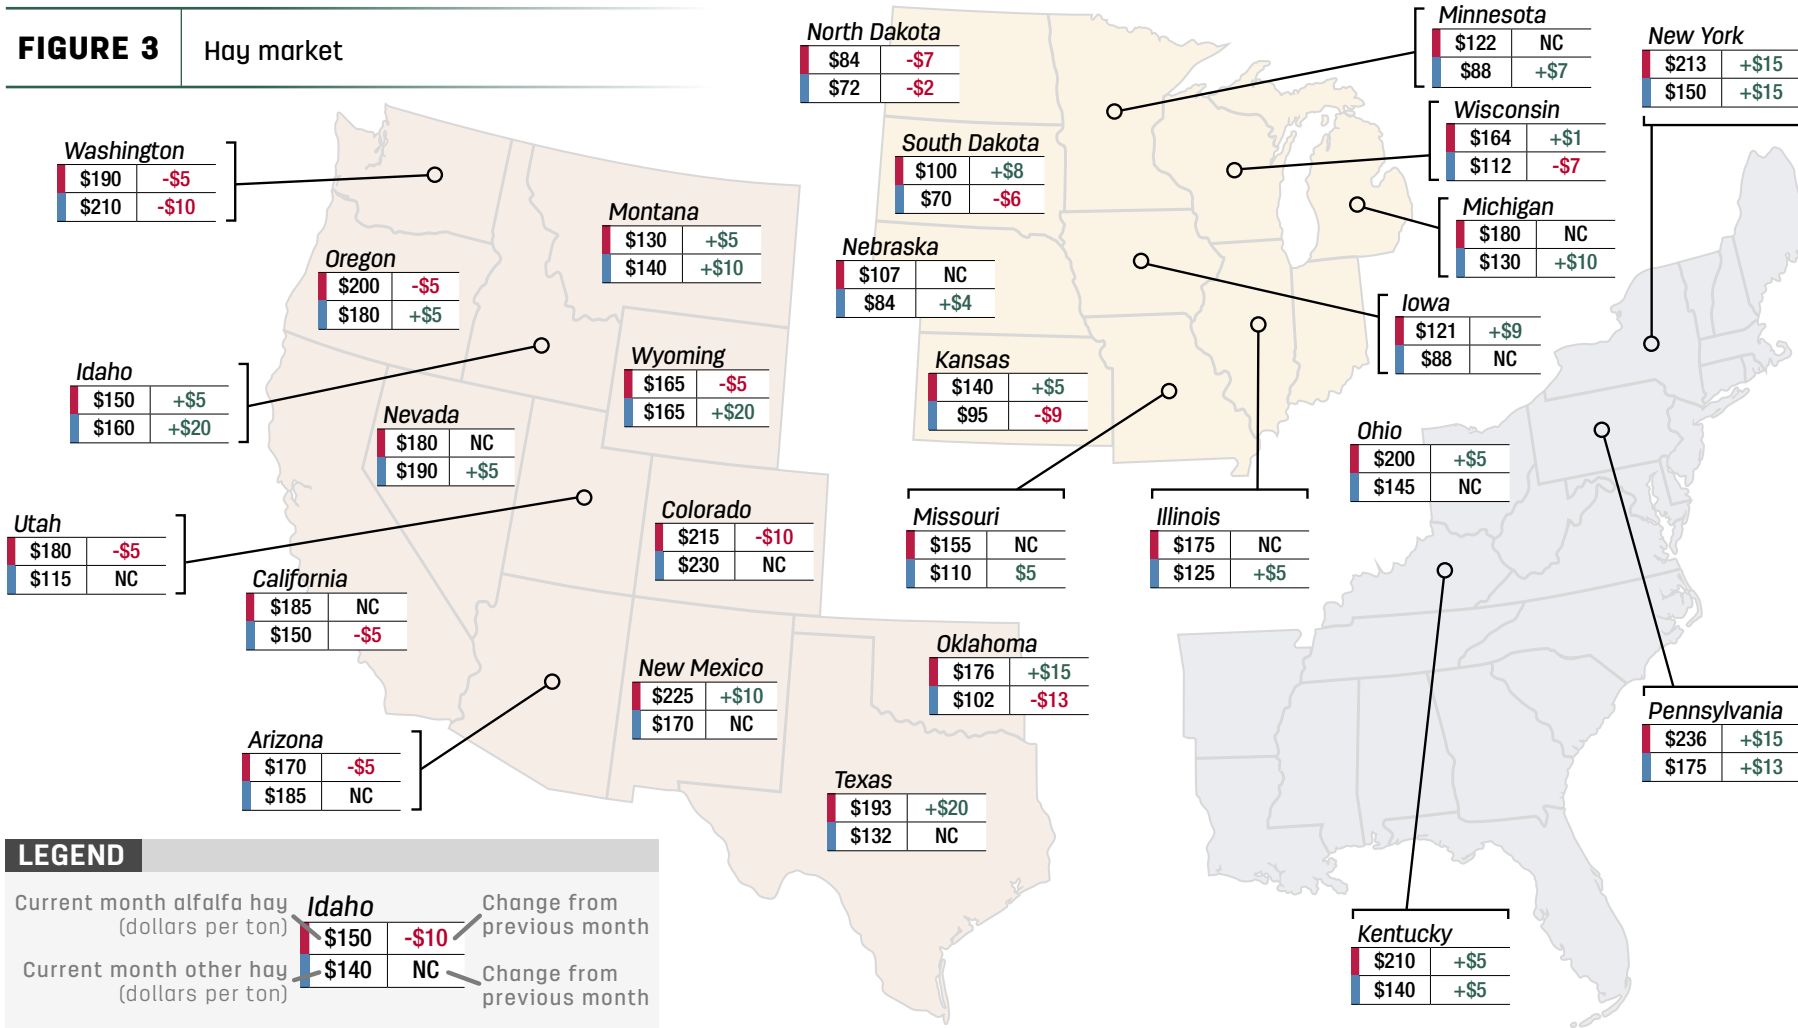 FIGURE 3 Hay market
North Dakota
$84 -$7
$72 -$2
Minnesota
$122 NC
$88 +$7
New York
$213 +$15
$150 +$15
Wisconsin
$164 +$1
$112 -$7
South Dakota
$100 +$8
$70 -$6
Washington
$190 -$5
$210 -$10
Montana
$130 +$5
$140 +$10
Michigan
$180 NC
$130 +$10
Oregon
$200 -$5
$180 +$5
Nebraska
$107 NC
$84 +$4
Iowa
$121 +$9
$88 NC
Idaho
$150 +$5
$160 +$20
Wyoming
$165 -$5
$165 +$20
Kansas
$140 +$5
$95 -$9
Nevada
$180 NC
$190 +$5
Ohio
$200 +$5
$145 NC
Utah
$180 -$5
$115 NC
Colorado
$215 -$10
$230 NC
Missouri
$155 NC
$110 $5
Illinois
$175 NC
$125 +$5
California
$185 NC
$150 -$5
New Mexico
$225 +$10
$170 NC
Oklahoma
$176 +$15
$102 -$13
Pennsylvania
$236 +$15
$175 +$13
Arizona
$170 -$5
$185 NC
Texas
$193 +$20
$132 NC
Kentucky
$210 +$5
$140 +$5
LEGEND
Current month alfalfa hay
(dollars per ton)
Idaho
$150 -$10
$140 NC
Change from
previous month
Current month other hay
(dollars per ton)
Change from
previous month